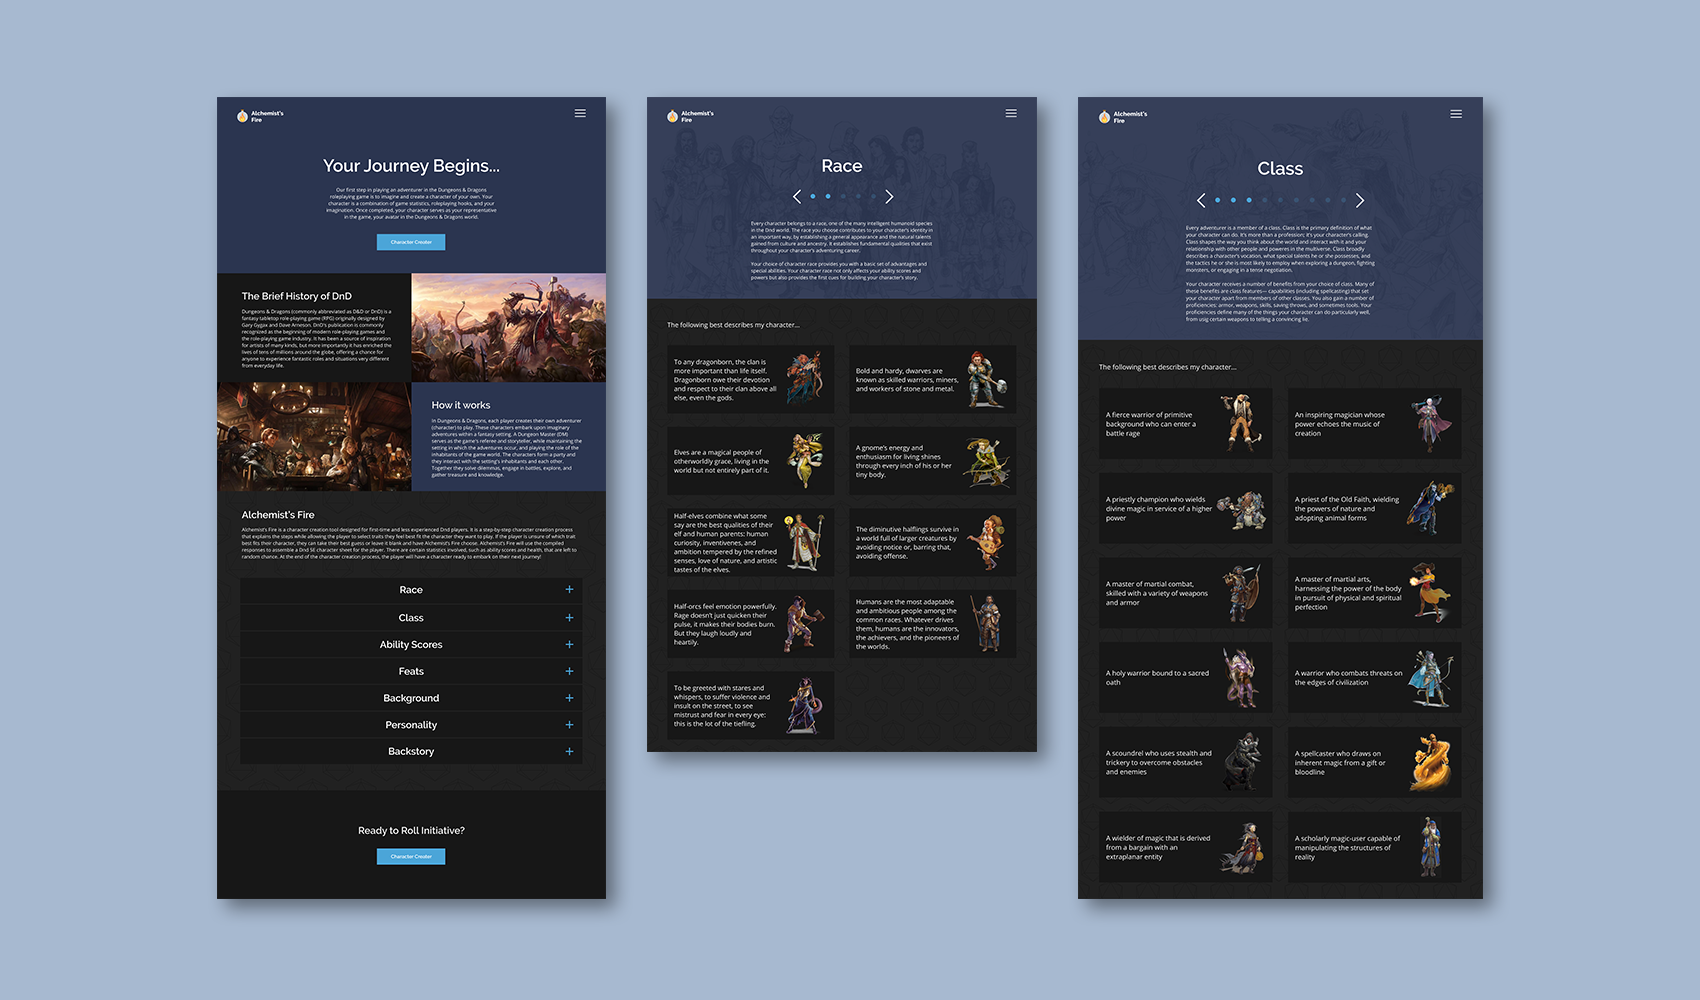 Alchemist's
Fire
Your Journey Begins...
Our first step in playing an adventurer in the Dungeons & Dragons
roleplaying game is to imagine and create a character of your own. Your
character is a combination of game statistics, roleplaying hooks, and your
imagination. Once completed, your character serves as your representative
in the game, your avatar in the Dungeons & Dragons world.
Character Creator
The Brief History of DnD
Dungeons & Dragons (commonly abbreviated as D&D or DnD) is a
fantasy tabletop role-playing game (RPG) originally designed by
Gary Gygax and Dave Arneson. DnD's publication is commonly
recognized as the beginning of modern role-playing games and
the role-playing game industry. It has been a source of inspiration
for artists of many kinds, but more importantly it has enriched the
lives of tens of millions around the globe, offering a chance for
anyone to experience fantastic roles and situations very different
from everyday life.
How it works
In Dungeons & Dragons, each player creates their own adventurer
(character) to play. These characters embark upon imaginary
adventures within a fantasy setting. A Dungeon Master (DM)
serves as the game's referee and storyteller, while maintaining the
setting in which the adventures occur, and playing the role of the
inhabitants of the game world. The characters form a party and
they interact with the setting's inhabitants and each other.
Together they solve dilemmas, engage in battles, explore, and
gather treasure and knowledge.
Alchemist's Fire
Alchemist's Fire is a character creation tool designed for first-time and less experienced Dnd players. It is a step-by-step character creation process
that explains the steps while allowing the player to select traits they feel best fit the character they want to play. If the player is unsure of which trait
best fits their character, they can take their best guess or leave it blank and have Alchemist's Fire choose. Alchemist's Fire will use the compiled
responses to assemble a Dnd 5E character sheet for the player. There are certain statistics involved, such as ability scores and health, that are left to
random chance. At the end of the character creation process, the player will have a character ready to embark on their next journey!
Race +
Class +
Ability Scores +
Feats +
Background +
Personality +
Backstory +
Ready to Roll Initiative?
Character Creator
Alchemist's
Fire
Race
Every character belongs to a race, one of the many intelligent humanoid species
in the Dnd world. The race you choose contributes to your character's identity in
an important way, by establishing a general appearance and the natural talents
gained from culture and ancestry. It establishes fundamental qualities that exist
throughout your character's adventuring career.
Your choice of character race provides you with a basic set of advantages and
special abilities. Your character race not only affects your ability scores and
powers but also provides the first cues for building your character's story.
The following best describes my character...
To any dragonborn, the clan is
more important than life itself.
Dragonborn owe their devotion
and respect to their clan above all
else, even the gods.
Bold and hardy, dwarves are
known as skilled warriors, miners,
and workers of stone and metal.
Elves are a magical people of
otherworldly grace, living in the
world but not entirely part of it.
A gnome's energy and
enthusiasm for living shines
through every inch of his or her
tiny body.
Half-elves combine what some
say are the best qualities of their
elf and human parents: human
curiosity, inventivenes, and
ambition tempered by the refined
senses, love of nature, and artistic
tastes of the elves.
The diminutive halflings survive in
a world full of larger creatures by
avoiding notice or, barring that,
avoiding offense.
Half-orcs feel emotion powerfully.
Rage doesn't just quicken their
pulse, it makes their bodies burn.
But they laugh loudly and
heartily.
Humans are the most adaptable
and ambitious people among the
common races. Whatever drives
them, humans are the innovators,
the achievers, and the pioneers of
the worlds.
To be greeted with stares and
whispers, to suffer violence and
insult on the street, to see
mistrust and fear in every eye:
this is the lot of the tiefling.
Alchemist's
Fire
Class
Every adventurer is a member of a class. Class is the primary definition of what
your character can do. It's more than a profession; it's your character's calling.
Class shapes the way you think about the world and interact with it and your
relationship with other people and powers in the multiverse. Class broadly
describes a character's vocation, what special talents he or she possesses, and
the tactics he or she is most likely to employ when exploring a dungeon, fighting
monsters, or engaging in a tense negotiation.
Your character receives a number of benefits from your choice of class. Many of
these benefits are class features— capabilities (including spellcasting) that set
your character apart from members of other classes. You also gain a number of
proficiencies: armor, weapons, skills, saving throws, and sometimes tools. Your
proficiencies define many of the things your character can do particularly well,
from usig certain weapons to telling a convincing lie.
The following best describes my character...
A fierce warrior of primitive
background who can enter a
battle rage
An inspiring magician whose
power echoes the music of
creation
A priestly champion who wields
divine magic in service of a higher
power
A priest of the Old Faith, wielding
the powers of nature and
adopting animal forms
A master of martial combat,
skilled with a variety of weapons
and armor
A master of martial arts,
harnessing the power of the body
in pursuit of physical and spiritual
perfection
A holy warrior bound to a sacred
oath
A warrior who combats threats on
the edges of civilization
A scoundrel who uses stealth and
trickery to overcome obstacles
and enemies
A spellcaster who draws on
inherent magic from a gift or
bloodline
A wielder of magic that is derived
from a bargain with an
extraplanar entity
A scholarly magic-user capable of
manipulating the structures of
reality